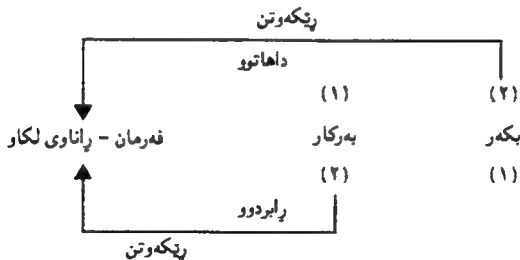 ڕێکەوتن
داهاتوو
(٢) (١)
بکەر بەرکار فەرمان – ڕاناوی لکاو
(١) (٢)
ڕابردوو
ڕێکەوتن